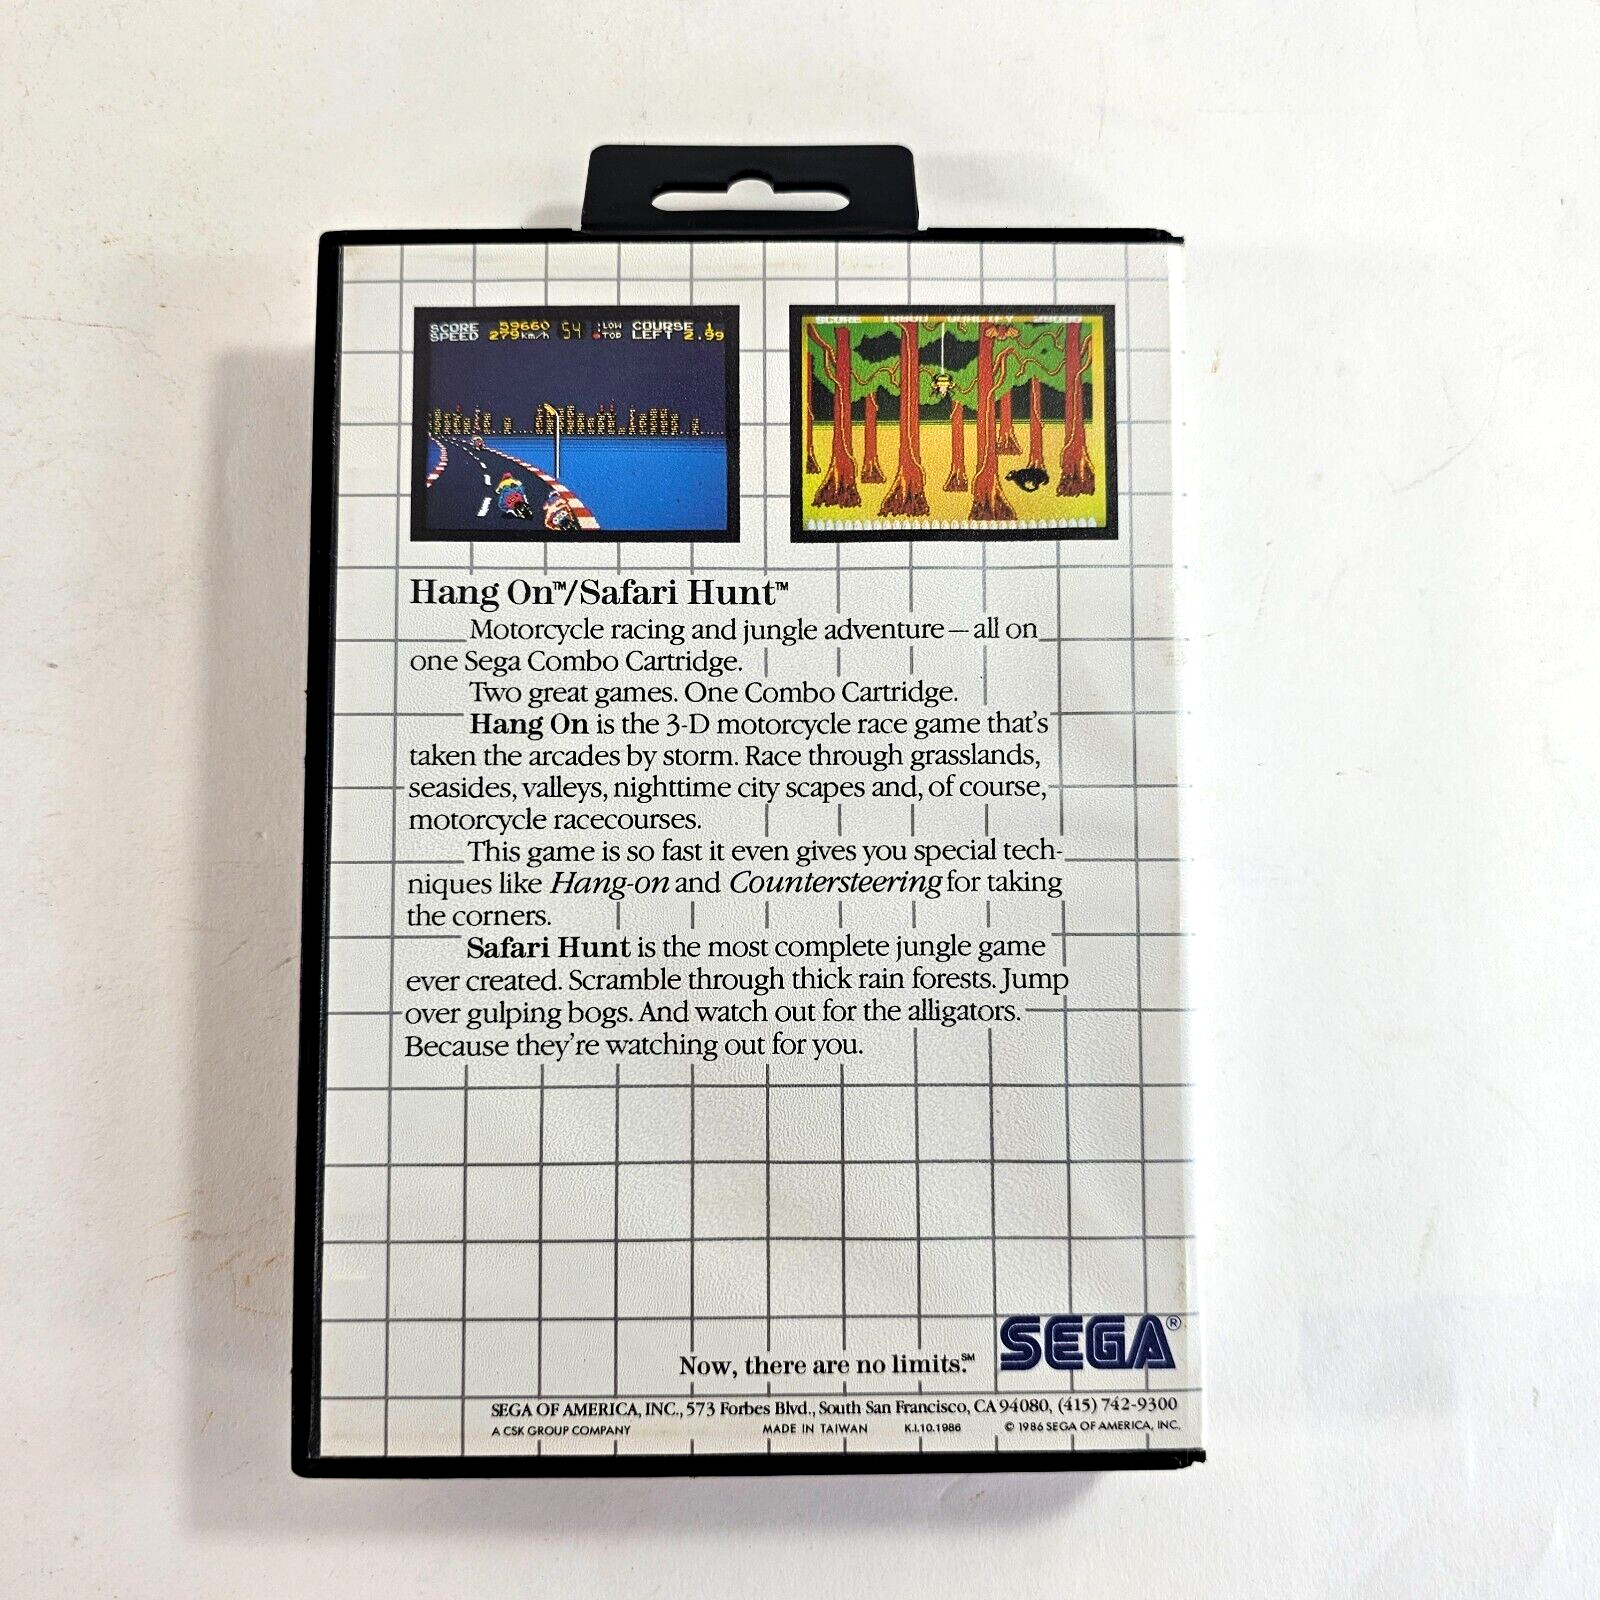 SCORE 59660 54 :LOW COURSE 1
SPEED 279km/h TOP LEFT 2.99
SCORE QUALIFY
Hang On™/Safari Hunt™
Motorcycle racing and jungle adventure—all on
one Sega Combo Cartridge.
Two great games. One Combo Cartridge.
Hang On is the 3-D motorcycle race game that's
taken the arcades by storm. Race through grasslands,
seasides, valleys, nighttime city scapes and, of course,
motorcycle racecourses.
This game is so fast it even gives you special tech-
niques like Hang-on and Countersteering for taking
the corners.
Safari Hunt is the most complete jungle game
ever created. Scramble through thick rain forests. Jump
over gulping bogs. And watch out for the alligators.
Because they're watching out for you.
SEGA®
Now, there are no limits.℠
SEGA OF AMERICA, INC., 573 Forbes Blvd., South San Francisco, CA 94080, (415) 742-9300
A CSK GROUP COMPANY MADE IN TAIWAN K.I.10.1986 © 1986 SEGA OF AMERICA, INC.